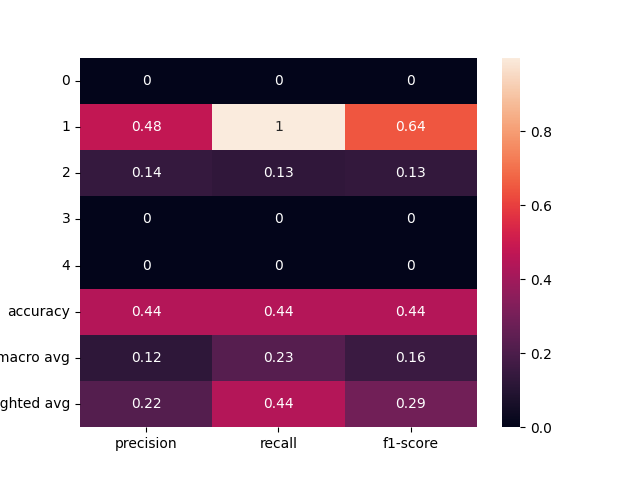 0 0 0 0
1 0.48 1 0.64
2 0.14 0.13 0.13
3 0 0 0
4 0 0 0
accuracy 0.44 0.44 0.44
macro avg 0.12 0.23 0.16
ghted avg 0.22 0.44 0.29
precision recall f1-score
0.8
0.6
0.4
0.2
0.0